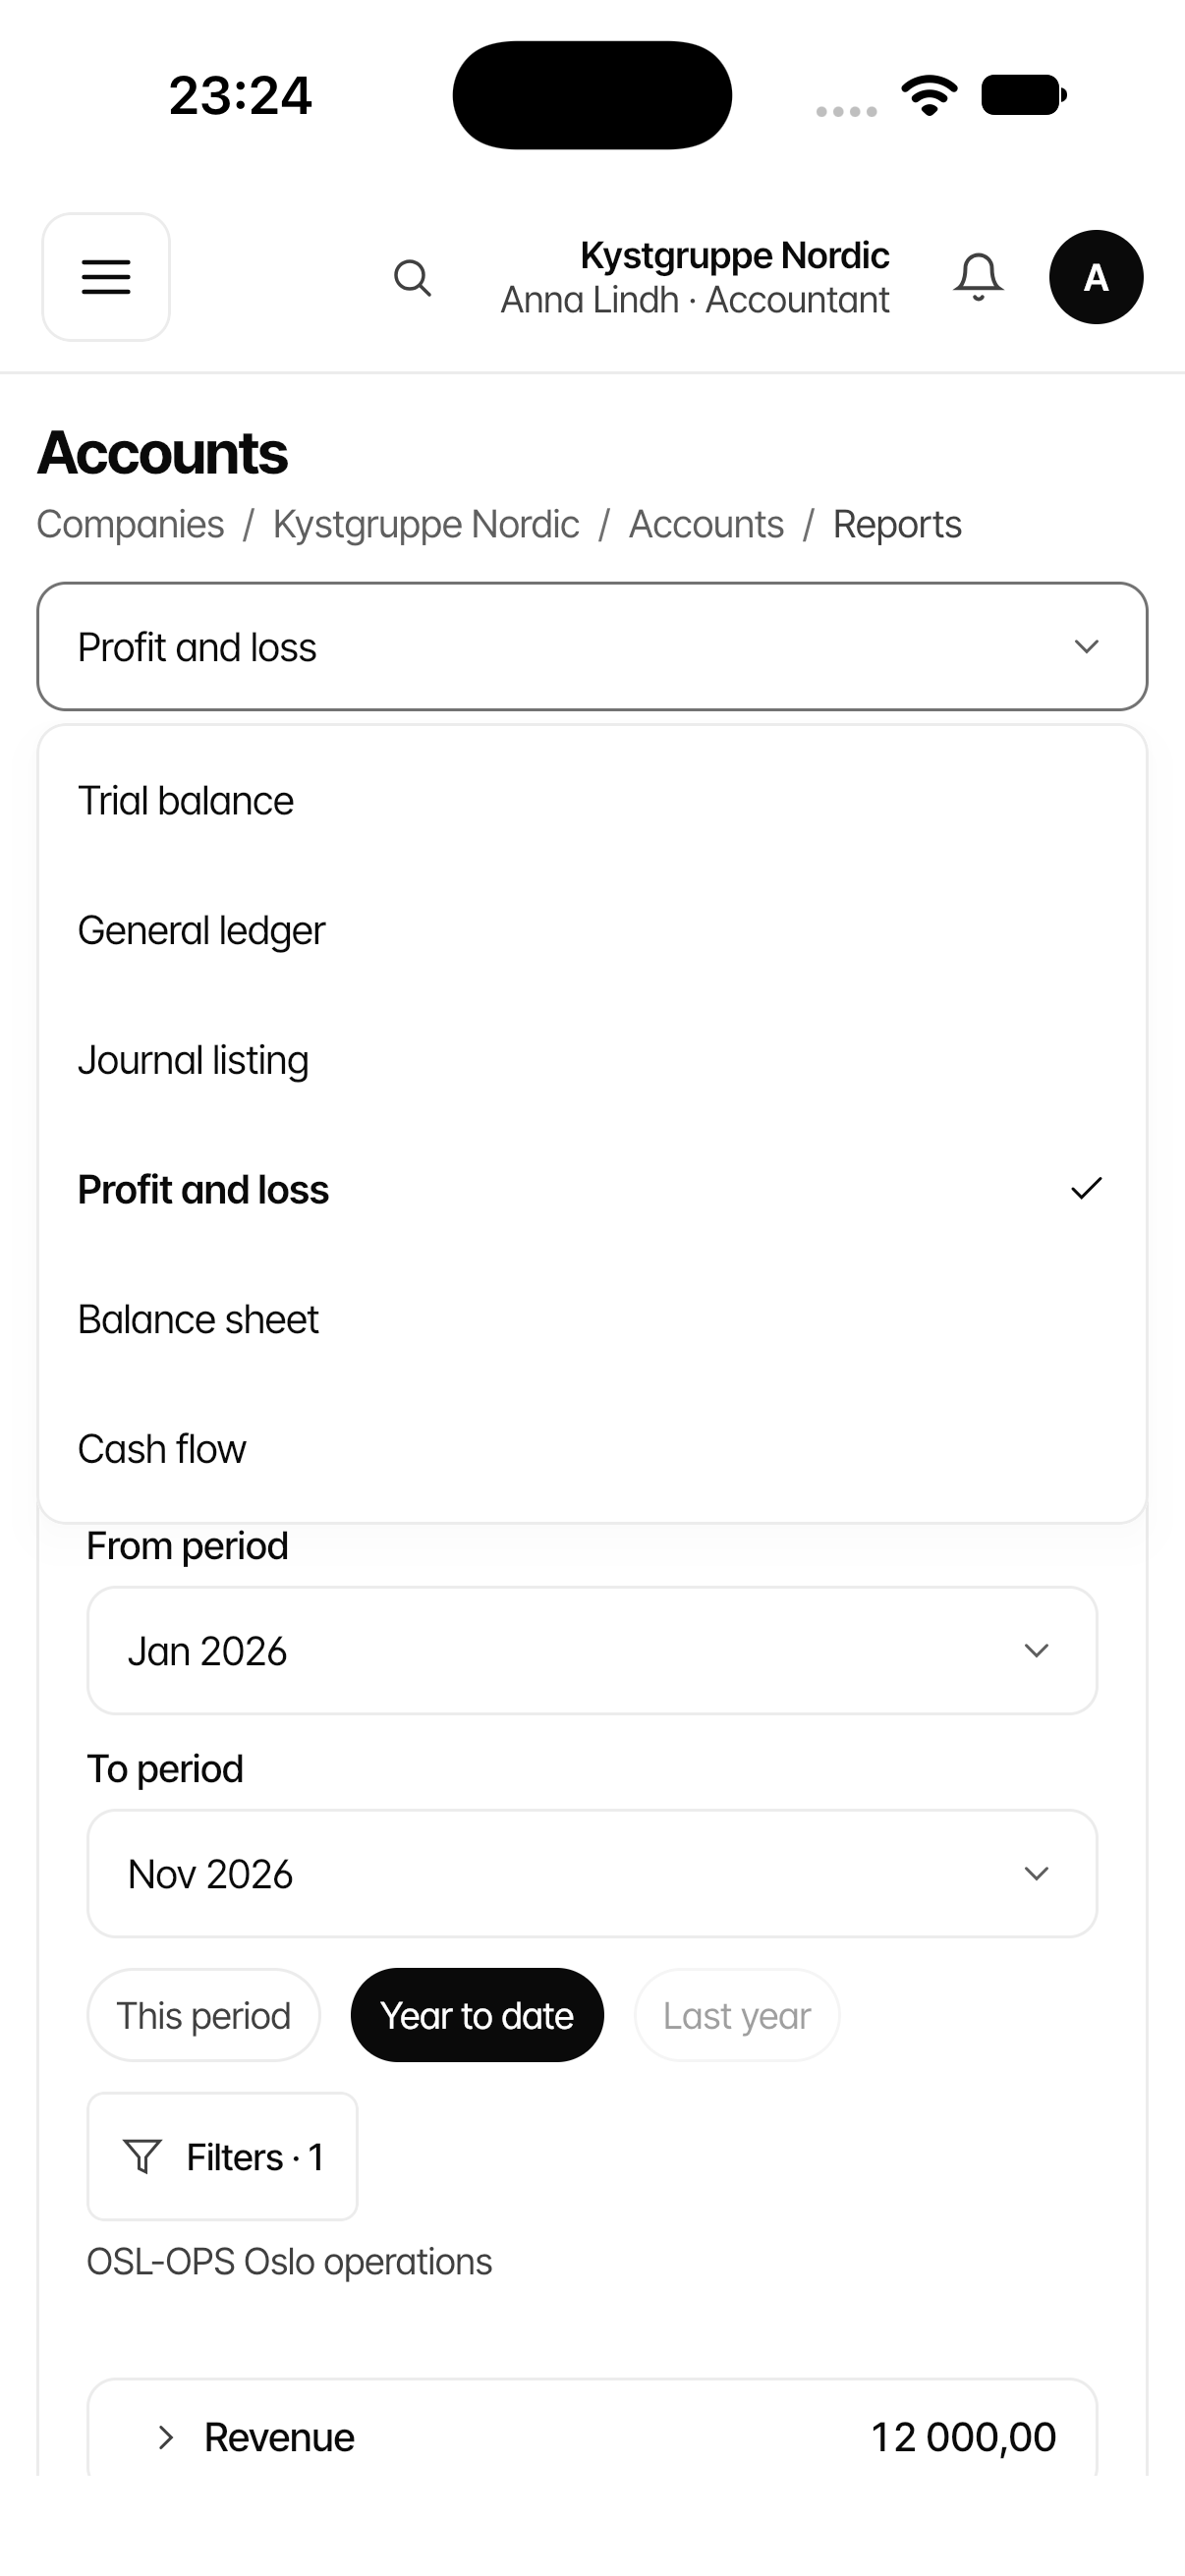 23:24
Kystgruppe Nordic
Anna Lindh · Accountant
A
Accounts
Companies / Kystgruppe Nordic / Accounts / Reports
Profit and loss
Trial balance
General ledger
Journal listing
Profit and loss
Balance sheet
Cash flow
From period
Jan 2026
To period
Nov 2026
This period Year to date Last year
Filters · 1
OSL-OPS Oslo operations
Revenue 12 000,00